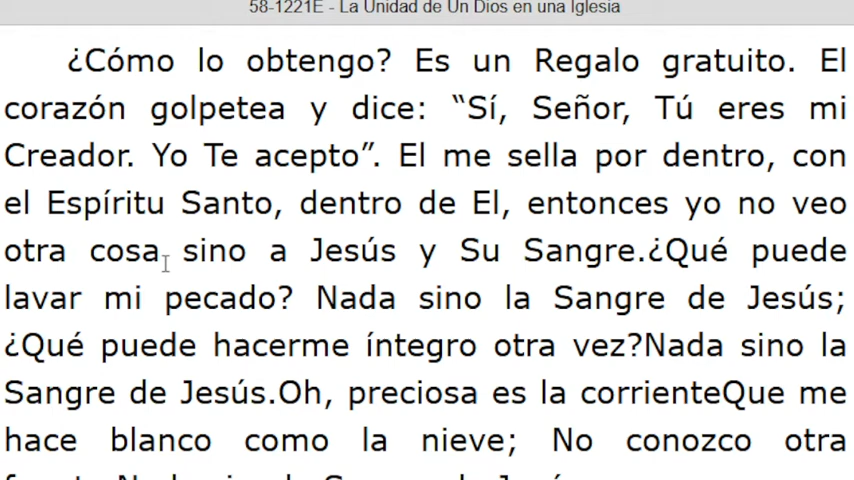 58-1221E - La Unidad de Un Dios en una Iglesia
¿Cómo lo obtengo? Es un Regalo gratuito. El
corazón golpetea y dice: “Sí, Señor, Tú eres mi
Creador. Yo Te acepto”. El me sella por dentro, con
el Espíritu Santo, dentro de El, entonces yo no veo
otra cosa sino a Jesús y Su Sangre.¿Qué puede
lavar mi pecado? Nada sino la Sangre de Jesús;
¿Qué puede hacerme íntegro otra vez?Nada sino la
Sangre de Jesús.Oh, preciosa es la corrienteQue me
hace blanco como la nieve; No conozco otra